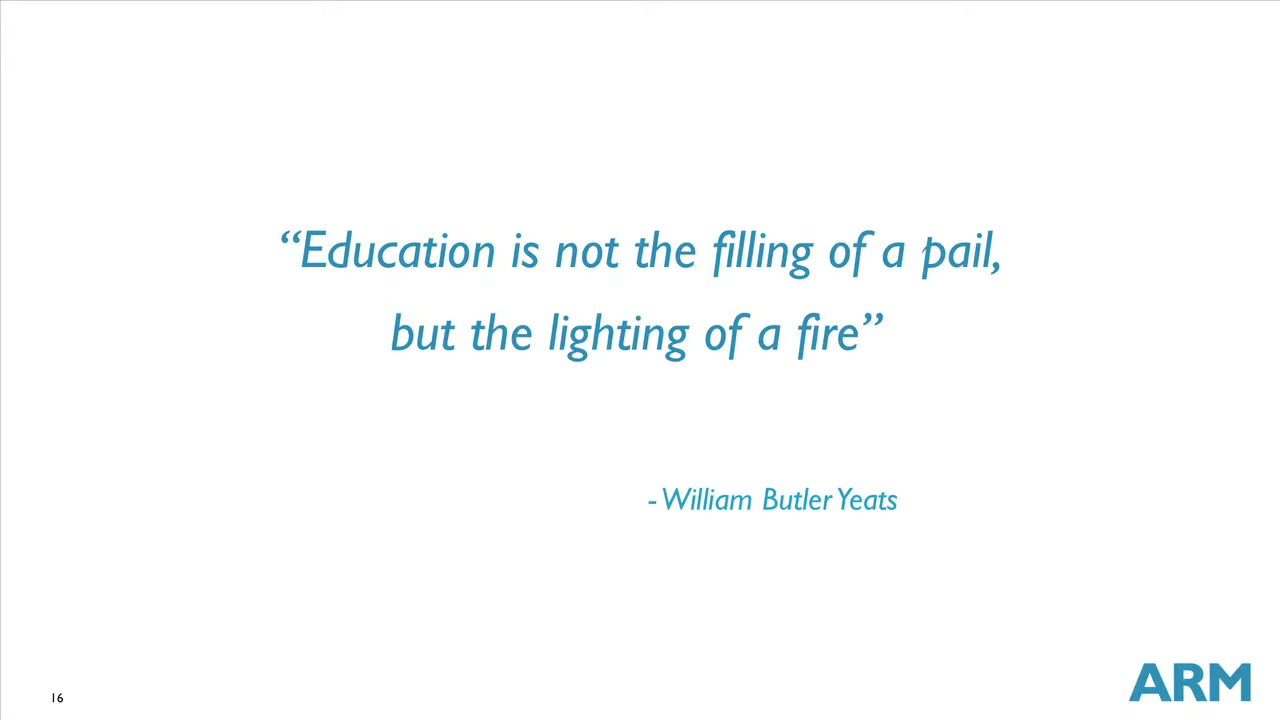 “Education is not the filling of a pail,
but the lighting of a fire”
- William Butler Yeats
16
ARM